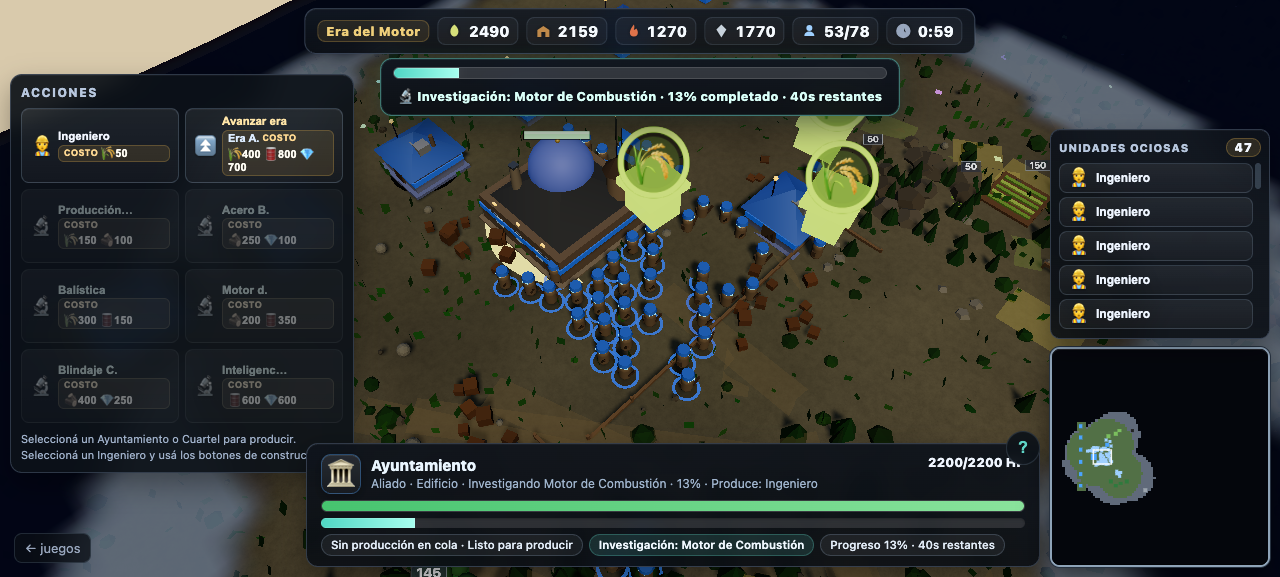 Era del Motor 2490 2159 1270 1770 53/78 0:59
Investigación: Motor de Combustión · 13% completado · 40s restantes
ACCIONES
Ingeniero
COSTO 50
Avanzar era
Era A. COSTO
400 800
700
Producción...
COSTO
150 100
Acero B.
COSTO
250 100
Balística
COSTO
300 150
Motor d.
COSTO
200 350
Blindaje C.
COSTO
400 250
Inteligenc...
COSTO
600 600
Seleccioná un Ayuntamiento o Cuartel para producir.
Seleccioná un Ingeniero y usá los botones de construc
50
50
150
UNIDADES OCIOSAS 47
Ingeniero
Ingeniero
Ingeniero
Ingeniero
Ingeniero
?
Ayuntamiento
2200/2200 H
Aliado · Edificio · Investigando Motor de Combustión · 13% · Produce: Ingeniero
Sin producción en cola · Listo para producir
Investigación: Motor de Combustión
Progreso 13% · 40s restantes
← juegos
145